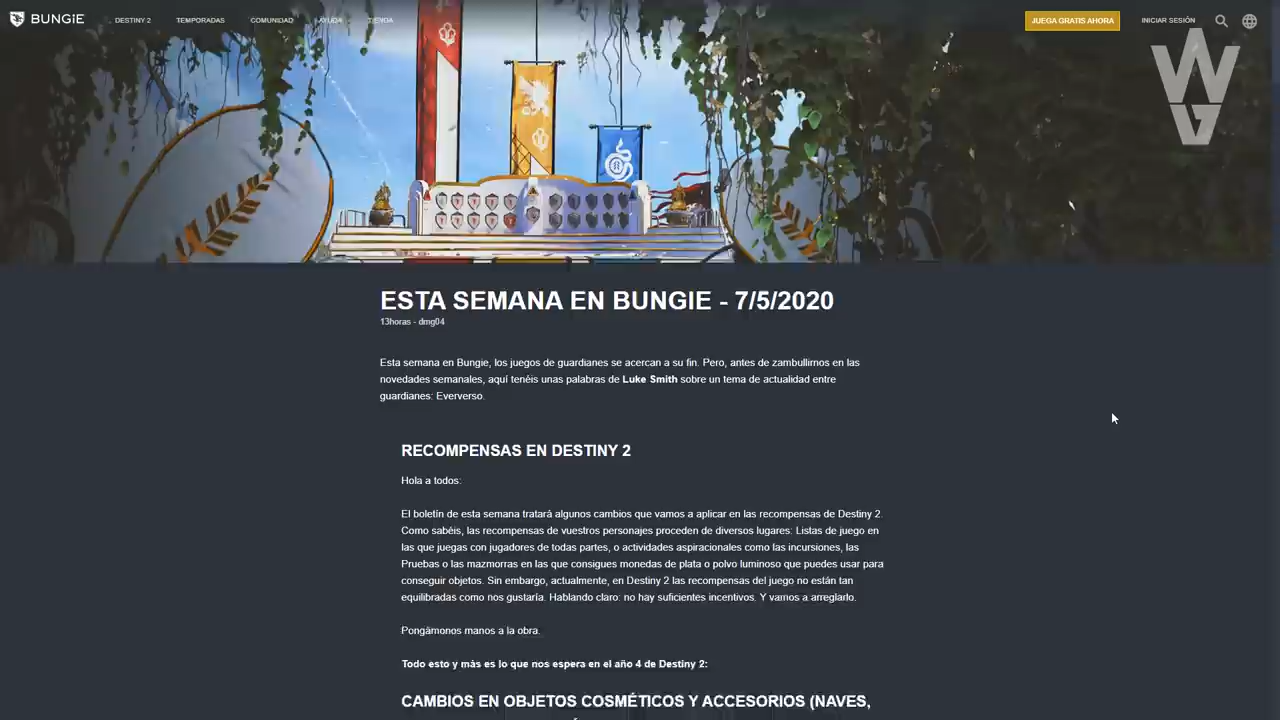 BUNGiE
DESTINY 2
TEMPORADAS
COMUNIDAD
AYUDA
TIENDA
JUEGA GRATIS AHORA
INICIAR SESIÓN
WG
ESTA SEMANA EN BUNGIE - 7/5/2020
13horas - dmg04
Esta semana en Bungie, los juegos de guardianes se acercan a su fin. Pero, antes de zambullirnos en las
novedades semanales, aquí tenéis unas palabras de Luke Smith sobre un tema de actualidad entre
guardianes: Eververso.
RECOMPENSAS EN DESTINY 2
Hola a todos:
El boletín de esta semana tratará algunos cambios que vamos a aplicar en las recompensas de Destiny 2.
Como sabéis, las recompensas de vuestros personajes proceden de diversos lugares: Listas de juego en
las que juegas con jugadores de todas partes, o actividades aspiracionales como las incursiones, las
Pruebas o las mazmorras en las que consigues monedas de plata o polvo luminoso que puedes usar para
conseguir objetos. Sin embargo, actualmente, en Destiny 2 las recompensas del juego no están tan
equilibradas como nos gustaría. Hablando claro: no hay suficientes incentivos. Y vamos a arreglarlo.
Pongámonos manos a la obra.
Todo esto y más es lo que nos espera en el año 4 de Destiny 2:
CAMBIOS EN OBJETOS COSMÉTICOS Y ACCESORIOS (NAVES,